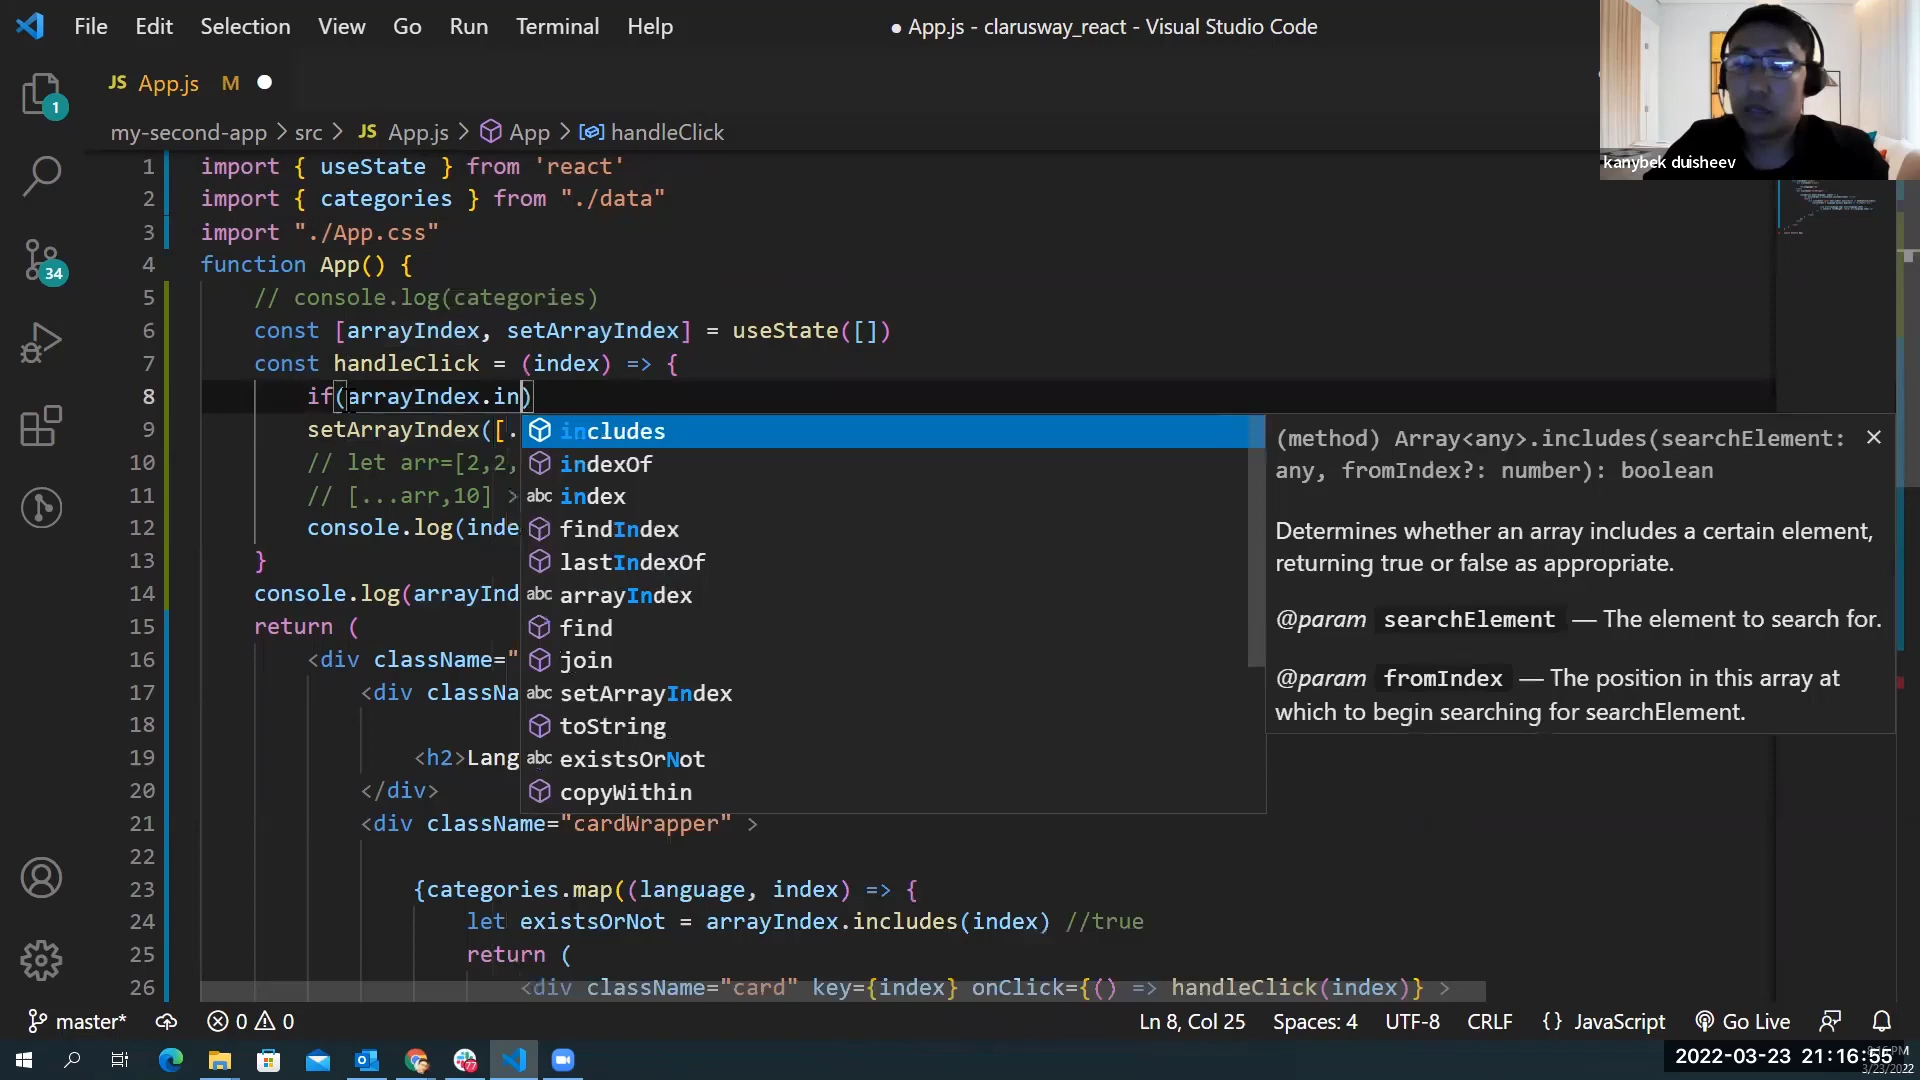 File Edit Selection View Go Run Terminal Help
● App.js - clarusway_react - Visual Studio Code
JS App.js M
my-second-app > src > JS App.js > App > handleClick
kanybek duisheev
1
34
1 import { useState } from 'react'
2 import { categories } from "./data"
3 import "./App.css"
4 function App() {
5 // console.log(categories)
6 const [arrayIndex, setArrayIndex] = useState([])
7 const handleClick = (index) => {
8 if(arrayIndex.in)
9 setArrayIndex([.
10 // let arr=[2,2,
11 // [...arr,10] >
12 console.log(inde
13 }
14 console.log(arrayInd
15 return (
16 <div className="
17 <div classNa
18
19 <h2>Lang
20 </div>
21 <div className="cardWrapper" >
22
23 {categories.map((language, index) => {
24 let existsOrNot = arrayIndex.includes(index) //true
25 return (
26 <div className="card" key={index} onClick={() => handleClick(index)} >
includes
indexOf
abc index
findIndex
lastIndexOf
abc arrayIndex
find
join
abc setArrayIndex
toString
abc existsOrNot
copyWithin
(method) Array<any>.includes(searchElement:
any, fromIndex?: number): boolean
Determines whether an array includes a certain element,
returning true or false as appropriate.
@param searchElement — The element to search for.
@param fromIndex — The position in this array at
which to begin searching for searchElement.
master* 0 0 Ln 8, Col 25 Spaces: 4 UTF-8 CRLF {} JavaScript Go Live
77
2022-03-23 21:16:55
3/23/2022